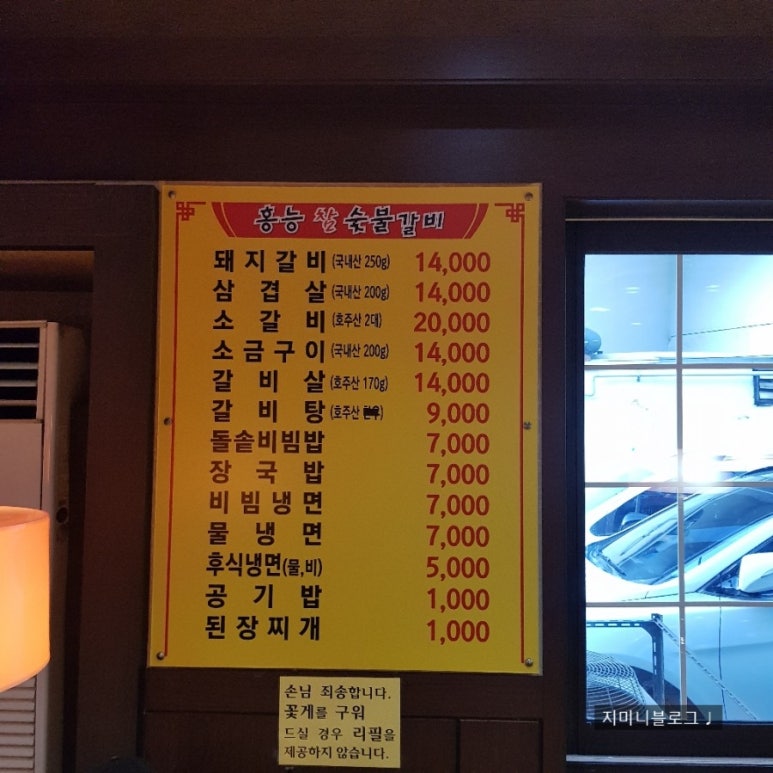 홍능 참 숯불갈비
돼지갈비(국내산 250g) 14,000
삼겹살(국내산 200g) 14,000
소갈비(호주산 2대) 20,000
소금구이(국내산 200g) 14,000
갈비살(호주산 170g) 14,000
갈비탕(호주산) 9,000
돌솥비빔밥 7,000
장국밥 7,000
비빔냉면 7,000
물냉면 7,000
후식냉면(물,비) 5,000
공기밥 1,000
된장찌개 1,000
손님 죄송합니다.
꽃게를 구워
드실 경우 리필을
제공하지 않습니다.
지미니블로그♩